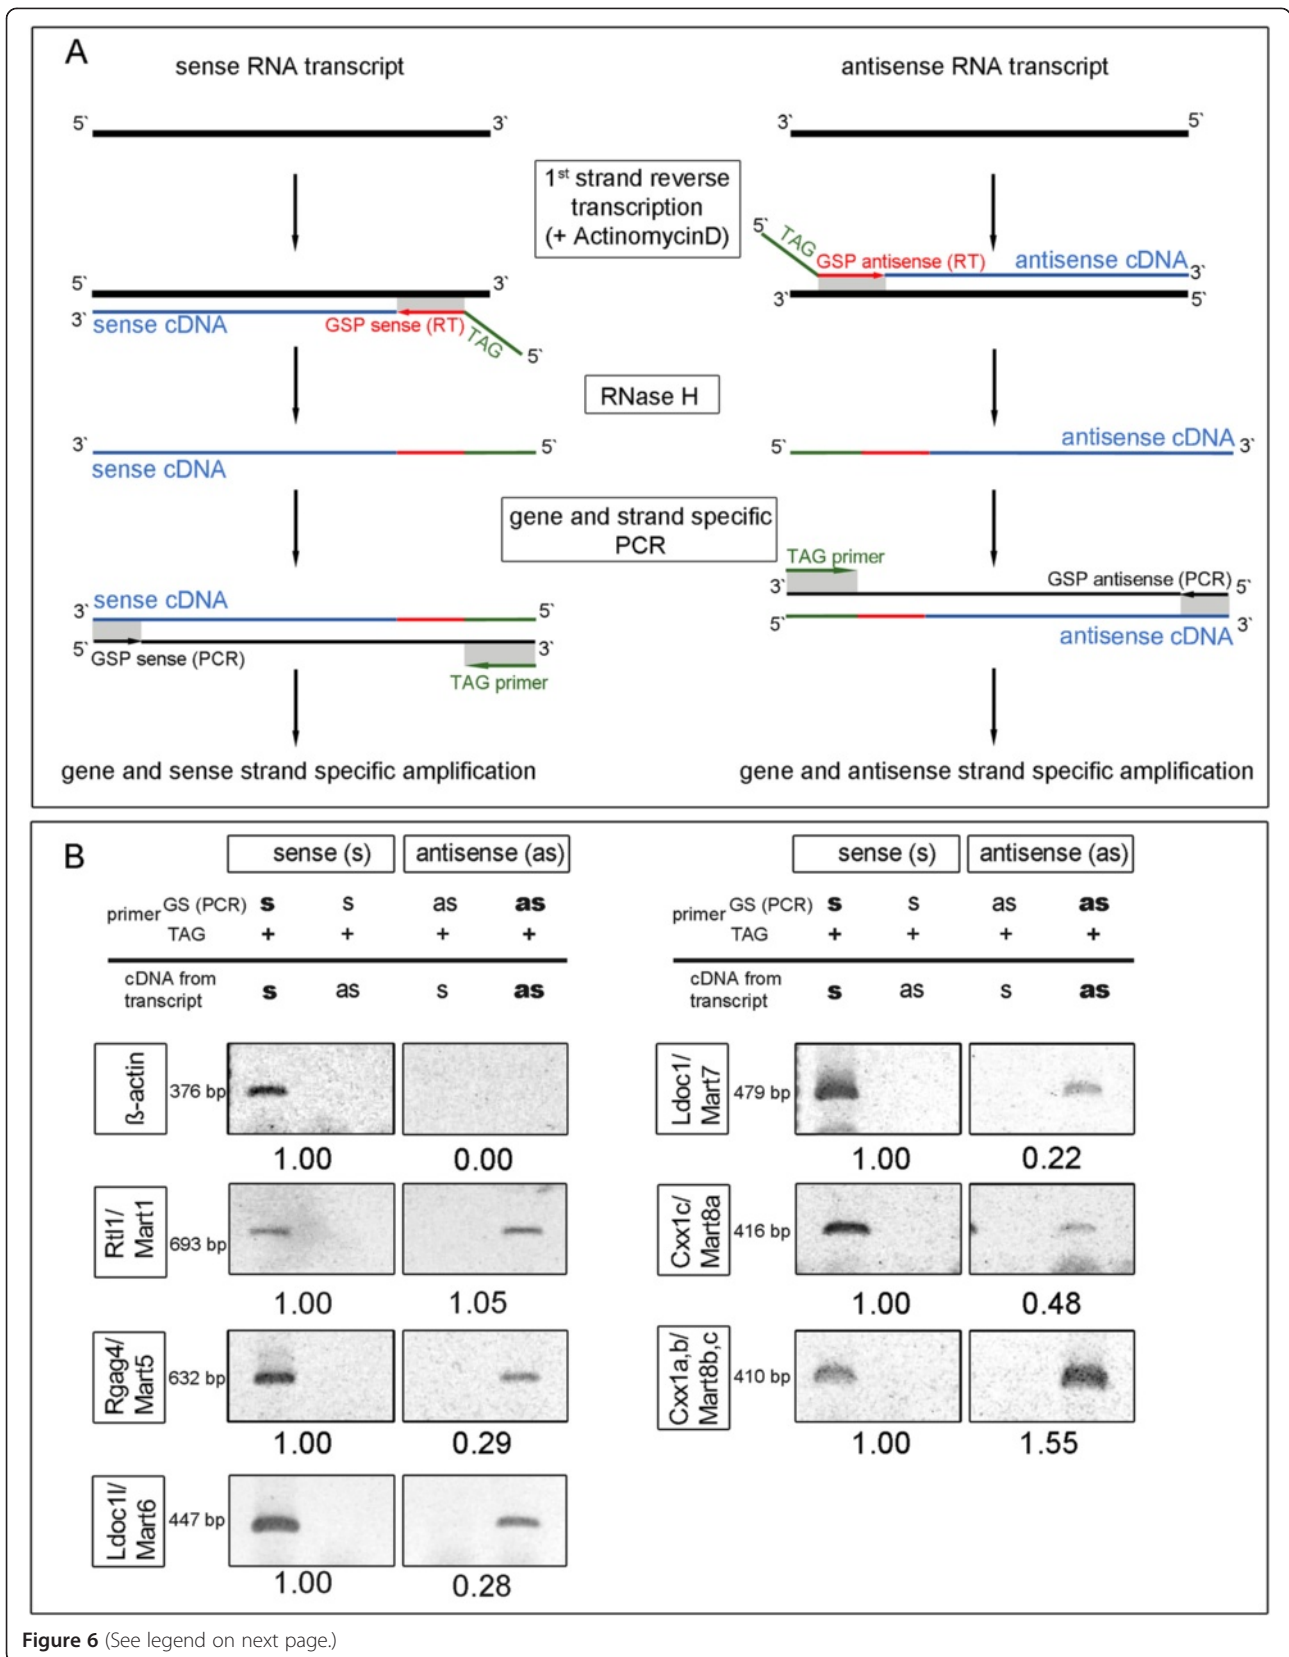 A
sense RNA transcript
antisense RNA transcript
5` 3`
3` 5`
1st strand reverse
transcription
(+ ActinomycinD)
5` 3`
3` sense cDNA GSP sense (RT) TAG 5`
5` TAG GSP antisense (RT) antisense cDNA 3`
3` 5`
RNase H
3` 5`
sense cDNA
5` antisense cDNA 3`
gene and strand specific
PCR
3` sense cDNA 5`
5` GSP sense (PCR) 3`
TAG primer
TAG primer
3` GSP antisense (PCR) 5`
5` antisense cDNA 3`
gene and sense strand specific amplification
gene and antisense strand specific amplification
B
sense (s) antisense (as)
primer GS (PCR) s s as as
TAG + + + +
cDNA from
transcript s as s as
ß-actin 376 bp
1.00 0.00
Rtl1/
Mart1 693 bp
1.00 1.05
Rgag4/
Mart5 632 bp
1.00 0.29
Ldoc1l/
Mart6 447 bp
1.00 0.28
sense (s) antisense (as)
primer GS (PCR) s s as as
TAG + + + +
cDNA from
transcript s as s as
Ldoc1/
Mart7 479 bp
1.00 0.22
Cxx1c/
Mart8a 416 bp
1.00 0.48
Cxx1a,b/
Mart8b,c 410 bp
1.00 1.55
Figure 6 (See legend on next page.)